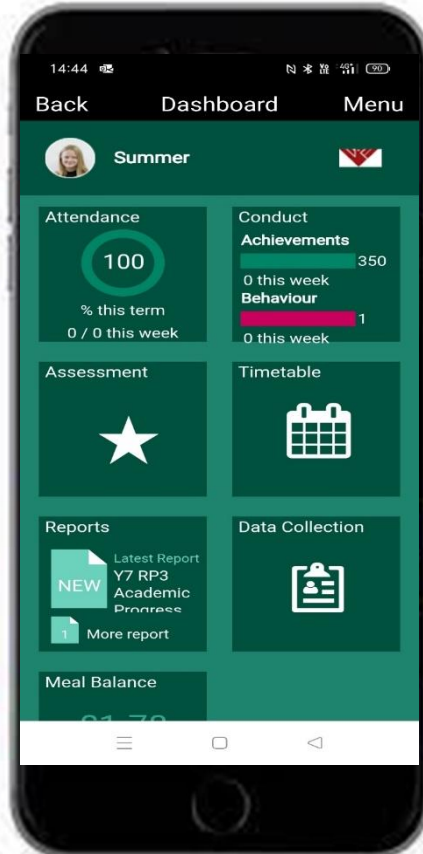 14:44
4G
90
Back Dashboard Menu
Summer
Attendance
100
% this term
0 / 0 this week
Conduct
Achievements
350
0 this week
Behaviour
1
0 this week
Assessment
Timetable
Reports
NEW
Latest Report
Y7 RP3
Academic
Progress
1 More report
Data Collection
Meal Balance